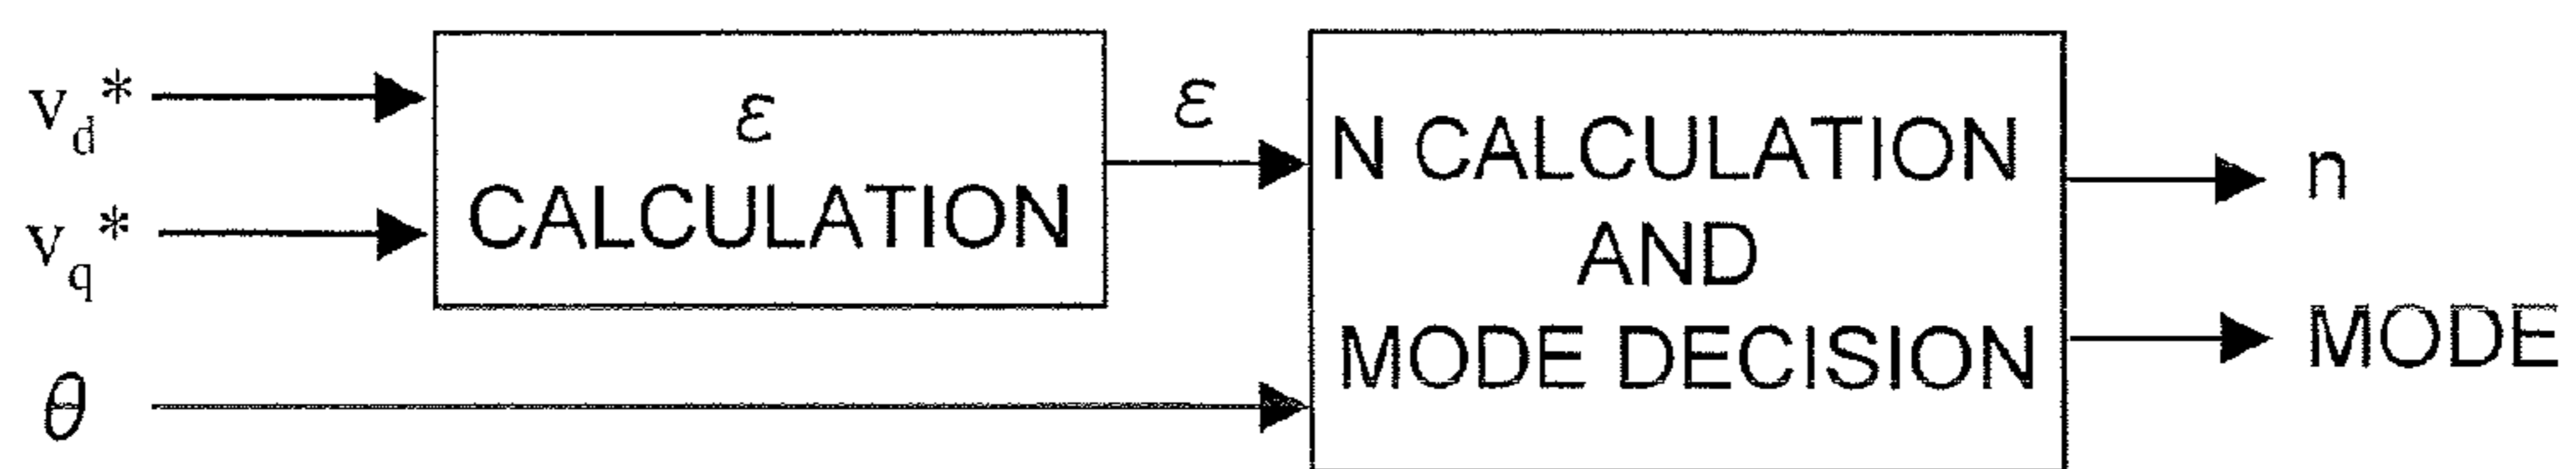 v_d*
v_q*
θ
ε
CALCULATION
ε
N CALCULATION
AND
MODE DECISION
n
MODE